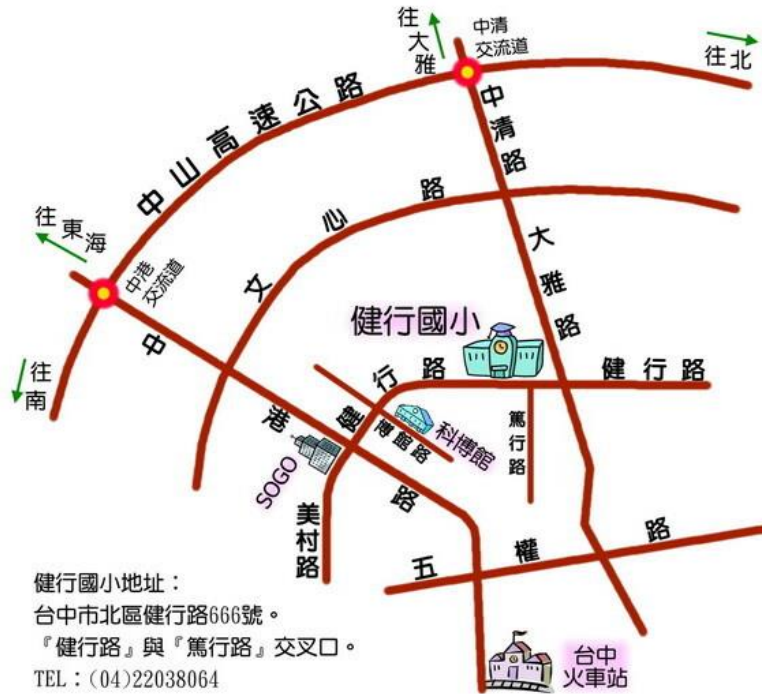 往大雅
中清
交流道
往北
中山高速公路
中清路
往東海
中港
交流道
文心路
大雅路
健行國小
往南
中港路
健行路
健行路
科博館
博館路
篤行路
SOGO
美村路
五權路
健行國小地址：
台中市北區健行路666號。
『健行路』與『篤行路』交叉口。
TEL：(04)22038064
台中
火車站